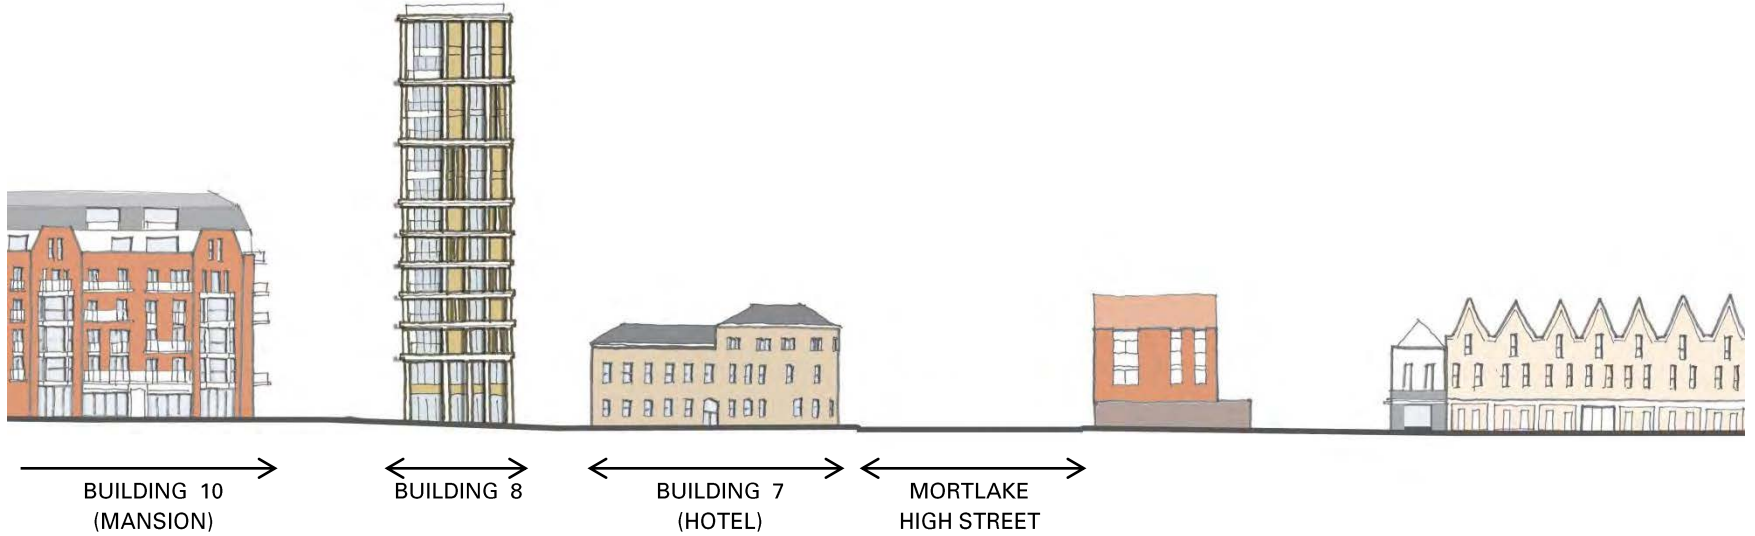 BUILDING 10
(MANSION)
BUILDING 8
BUILDING 7
(HOTEL)
MORTLAKE
HIGH STREET